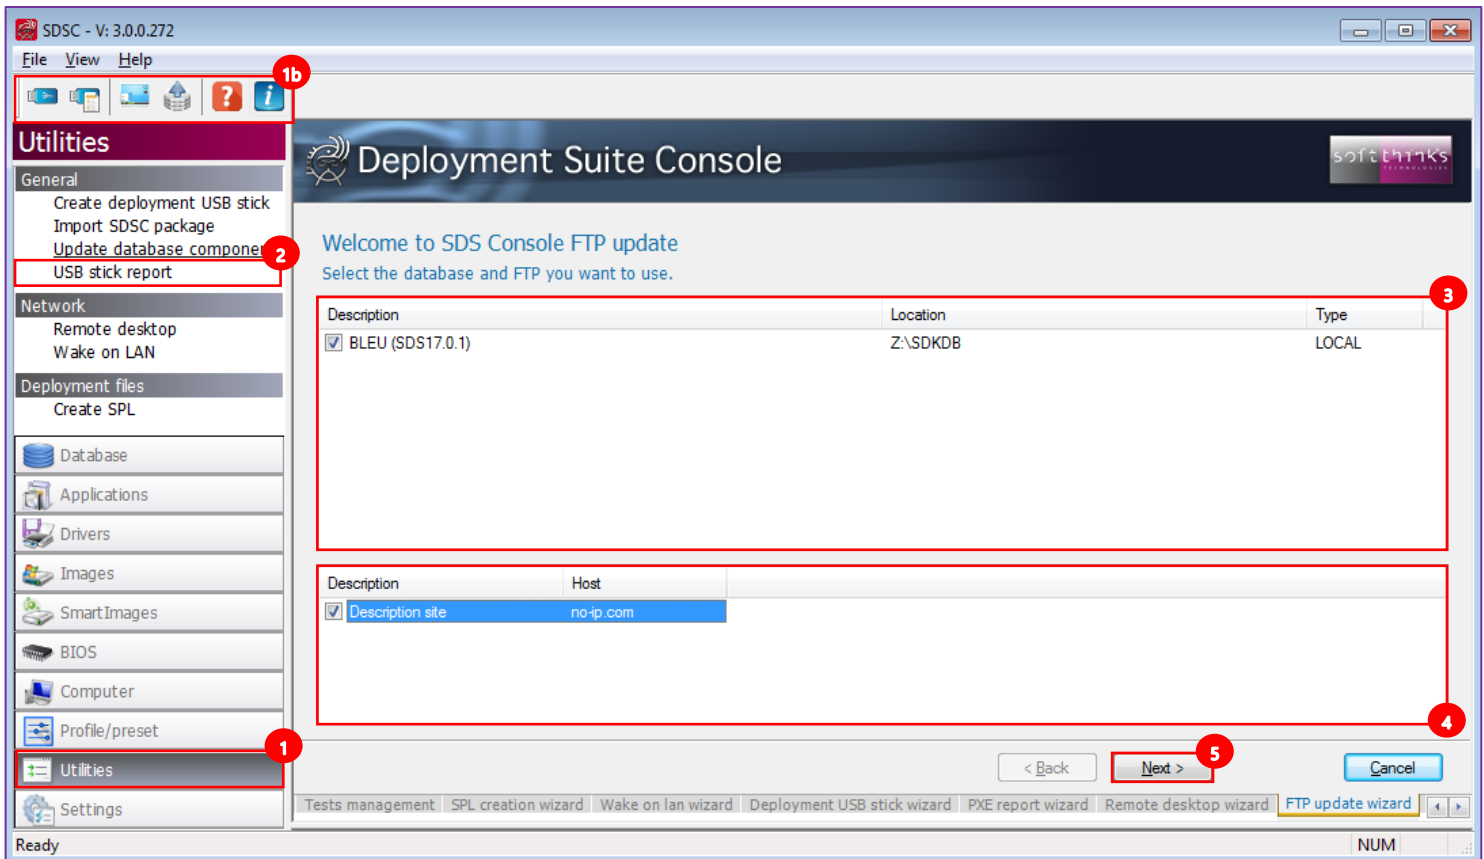 SDSC - V: 3.0.0.272
File View Help
1b
Utilities
General
Create deployment USB stick
Import SDSC package
Update database componen
2
USB stick report
Network
Remote desktop
Wake on LAN
Deployment files
Create SPL
Database
Applications
Drivers
Images
SmartImages
BIOS
Computer
Profile/preset
1
Utilities
Settings
Deployment Suite Console
softthinks
TECHNOLOGIES
Welcome to SDS Console FTP update
Select the database and FTP you want to use.
3
Description Location Type
BLEU (SDS17.0.1) Z:\SDKDB LOCAL
Description Host
Description site no-ip.com
4
5
< Back Next > Cancel
Tests management SPL creation wizard Wake on lan wizard Deployment USB stick wizard PXE report wizard Remote desktop wizard FTP update wizard
Ready NUM